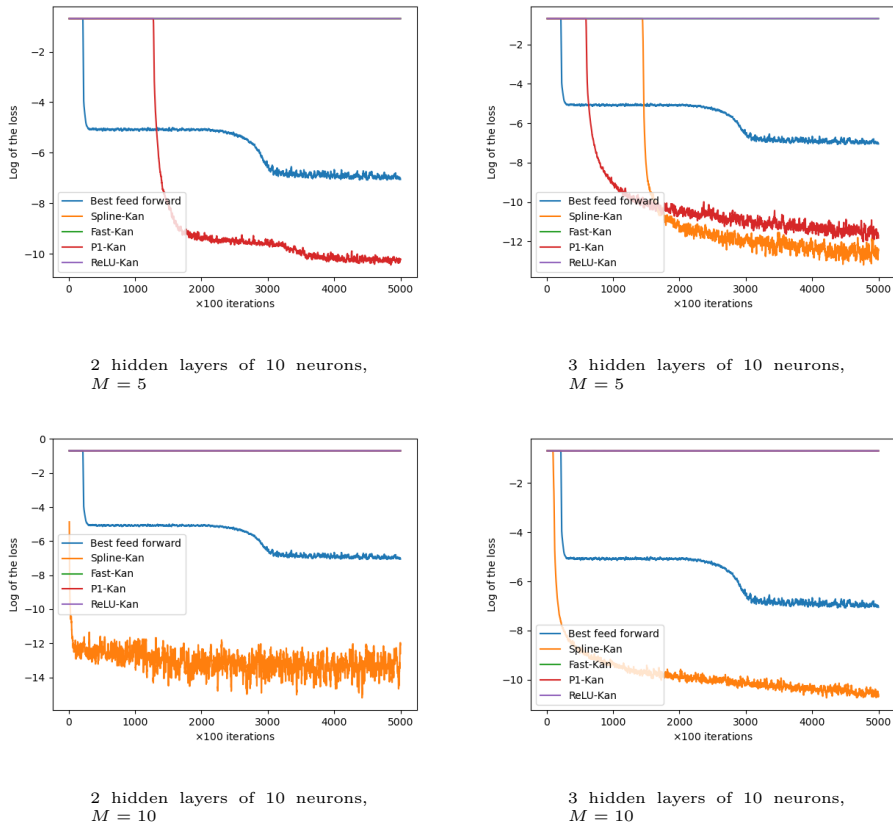 Log of the loss
−2
−4
−6
−8
−10
Best feed forward
Spline-Kan
Fast-Kan
P1-Kan
ReLU-Kan
0 1000 2000 3000 4000 5000
×100 iterations
2 hidden layers of 10 neurons,
M = 5
Log of the loss
−2
−4
−6
−8
−10
−12
Best feed forward
Spline-Kan
Fast-Kan
P1-Kan
ReLU-Kan
0 1000 2000 3000 4000 5000
×100 iterations
3 hidden layers of 10 neurons,
M = 5
Log of the loss
0
−2
−4
−6
−8
−10
−12
−14
Best feed forward
Spline-Kan
Fast-Kan
P1-Kan
ReLU-Kan
0 1000 2000 3000 4000 5000
×100 iterations
2 hidden layers of 10 neurons,
M = 10
Log of the loss
−2
−4
−6
−8
−10
Best feed forward
Spline-Kan
Fast-Kan
P1-Kan
ReLU-Kan
0 1000 2000 3000 4000 5000
×100 iterations
3 hidden layers of 10 neurons,
M = 10